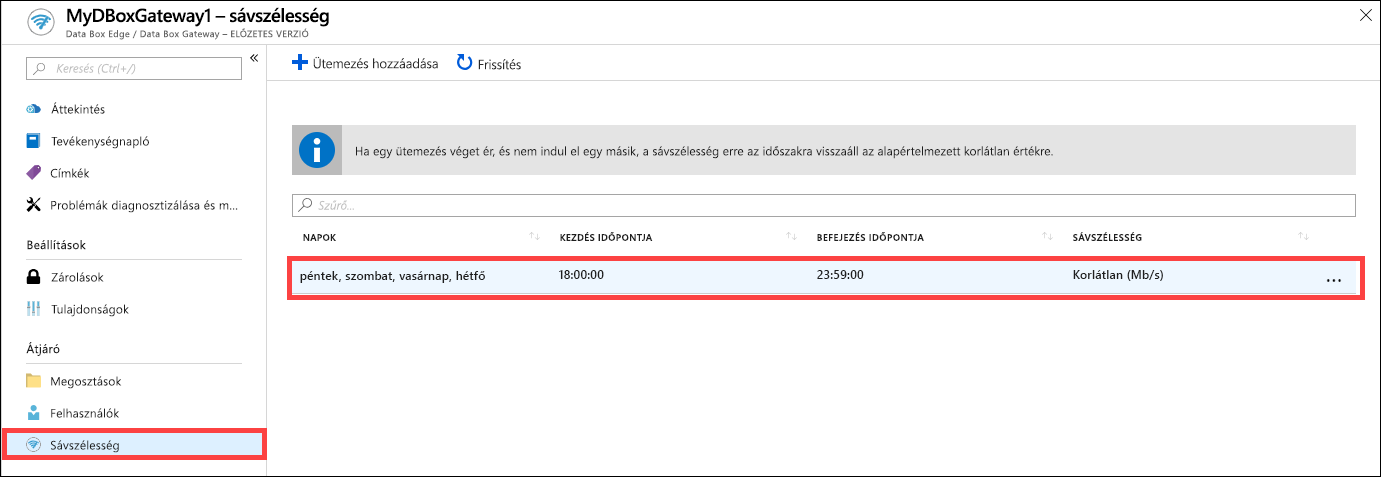 MyDBoxGateway1 – sávszélesség
Data Box Edge / Data Box Gateway – ELŐZETES VERZIÓ
Keresés (Ctrl+/)
Áttekintés
Tevékenységnapló
Címkék
Problémák diagnosztizálása és m...
Beállítások
Zárolások
Tulajdonságok
Átjáró
Megosztások
Felhasználók
Sávszélesség
Ütemezés hozzáadása Frissítés
Ha egy ütemezés véget ér, és nem indul el egy másik, a sávszélesség erre az időszakra visszaáll az alapértelmezett korlátlan értékre.
Szűrő...
NAPOK KEZDÉS IDŐPONTJA BEFEJEZÉS IDŐPONTJA SÁVSZÉLESSÉG
péntek, szombat, vasárnap, hétfő 18:00:00 23:59:00 Korlátlan (Mb/s) ...